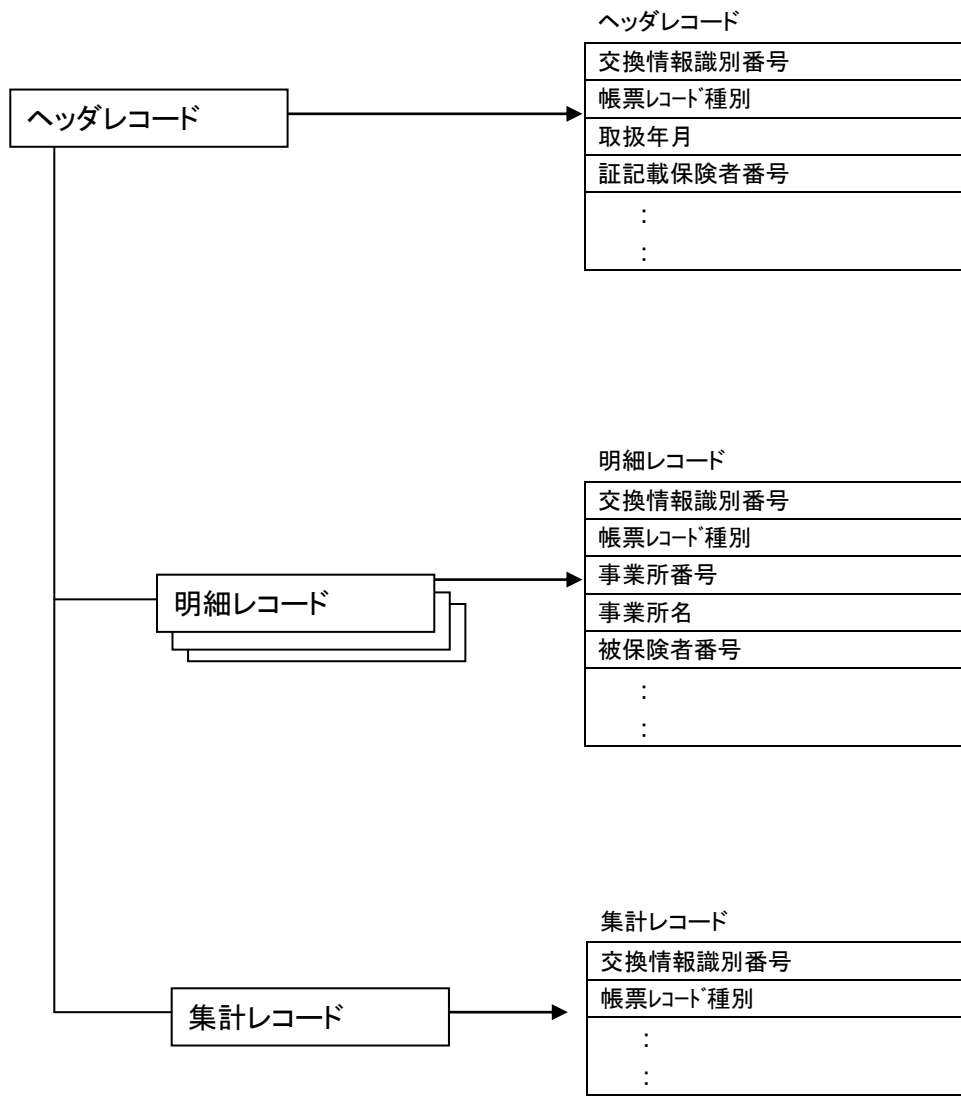 ヘッダレコード
ヘッダレコード
交換情報識別番号
帳票ﾚｺｰﾄﾞ種別
取扱年月
証記載保険者番号
:
:
明細レコード
明細レコード
交換情報識別番号
帳票ﾚｺｰﾄﾞ種別
事業所番号
事業所名
被保険者番号
:
:
集計レコード
集計レコード
交換情報識別番号
帳票ﾚｺｰﾄﾞ種別
:
: